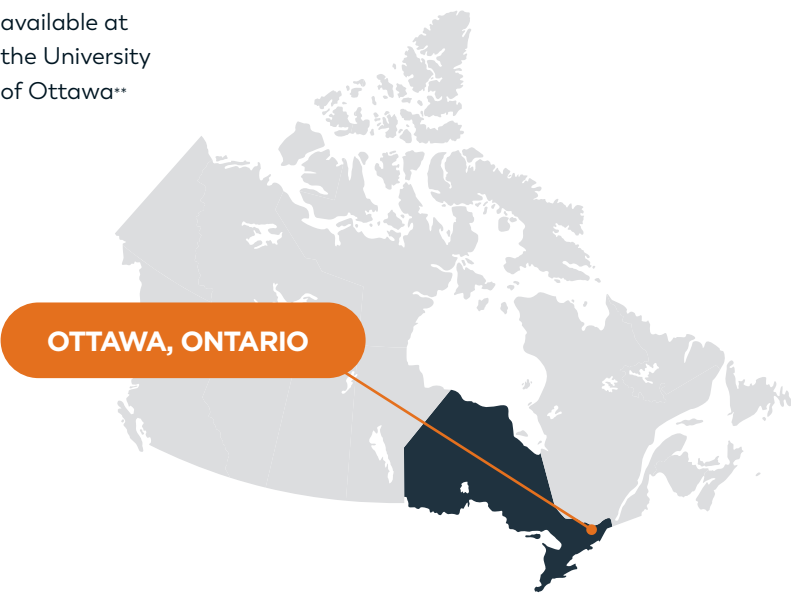 available at
the University
of Ottawa**
OTTAWA, ONTARIO